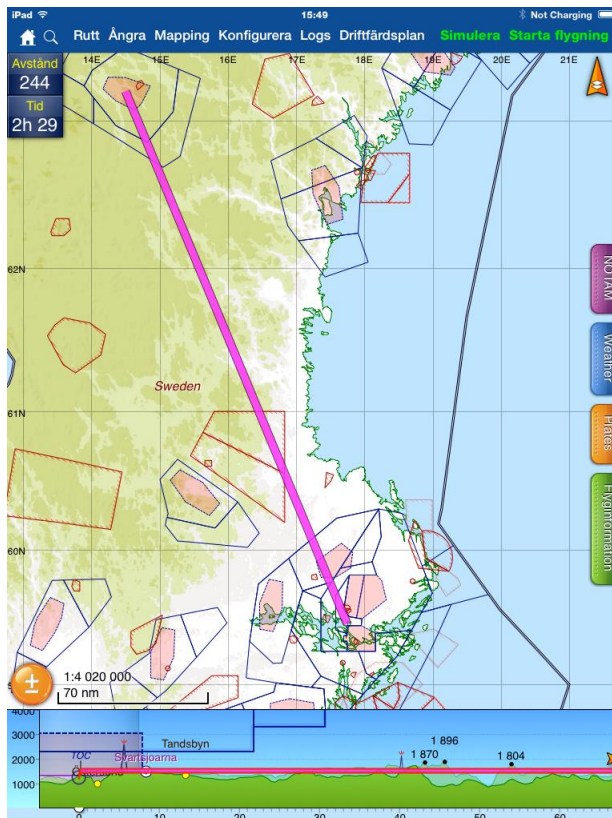 iPad 15:49 Not Charging
Rutt Ångra Mapping Konfigurera Logs Driftfärdsplan Simulera Starta flygning
Avstånd
244
Tid
2h 29
14E 15E 16E 17E 18E 19E 20E 21E
62N
NOTAM
Weather
Sweden
61N
Plates
Flyginformation
60N
1:4 020 000
70 nm
4000
3000
2000
1000
TOC
Tandsbyn
Svartsjoarna
1 870
1 896
1 804
0 10 20 30 40 50 60